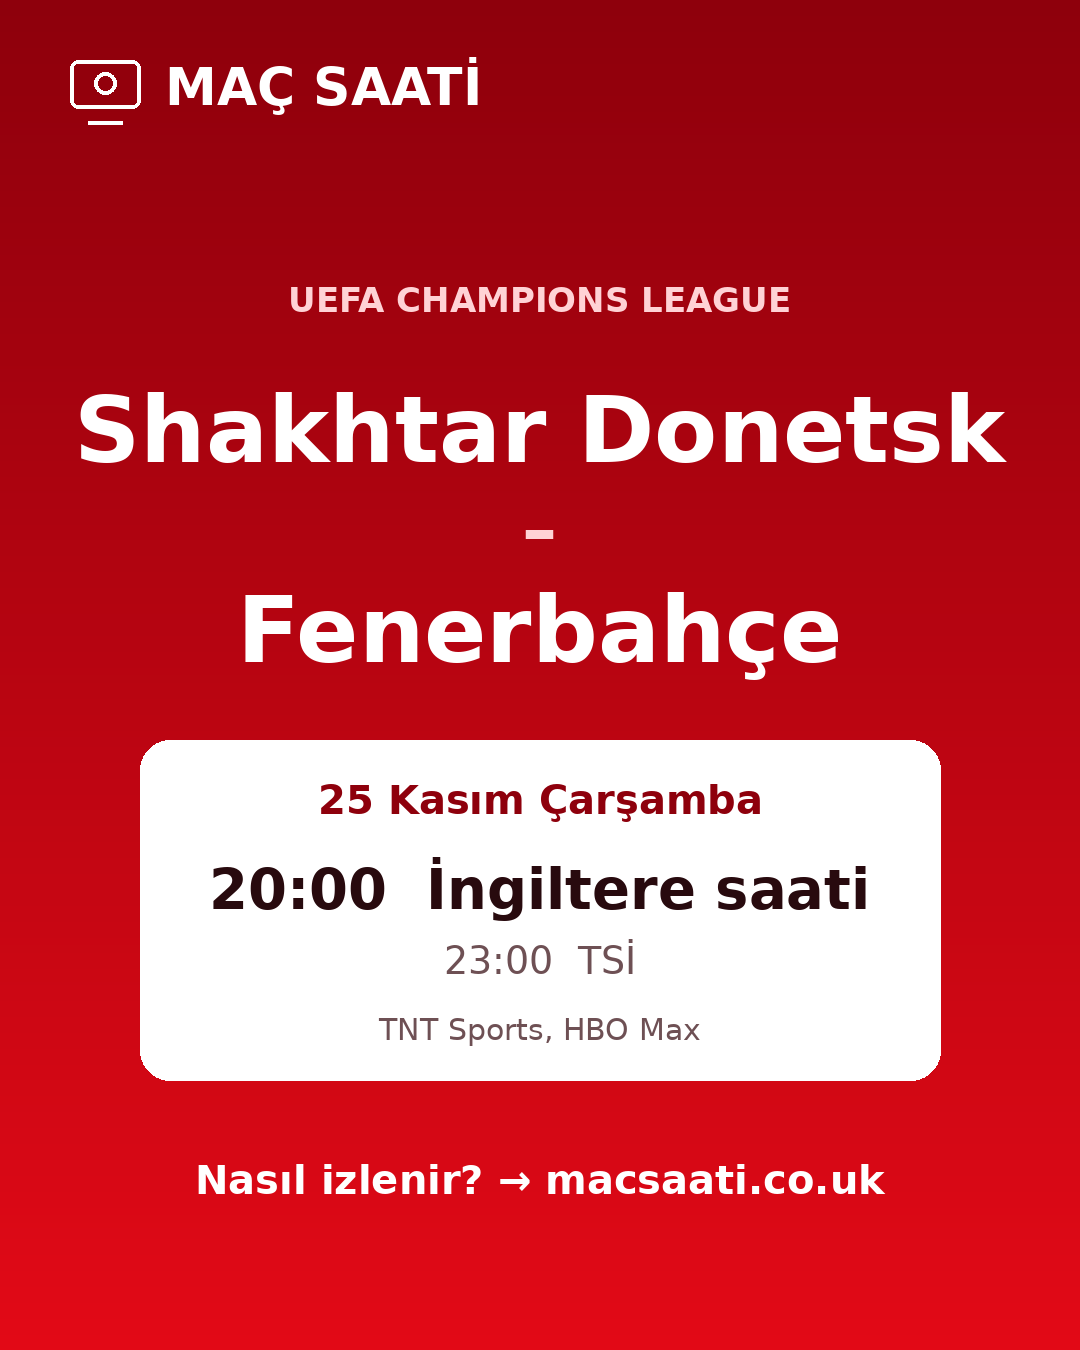 MAÇ SAATİ
UEFA CHAMPIONS LEAGUE
Shakhtar Donetsk
–
Fenerbahçe
25 Kasım Çarşamba
20:00 İngiltere saati
23:00 TSİ
TNT Sports, HBO Max
Nasıl izlenir? → macsaati.co.uk